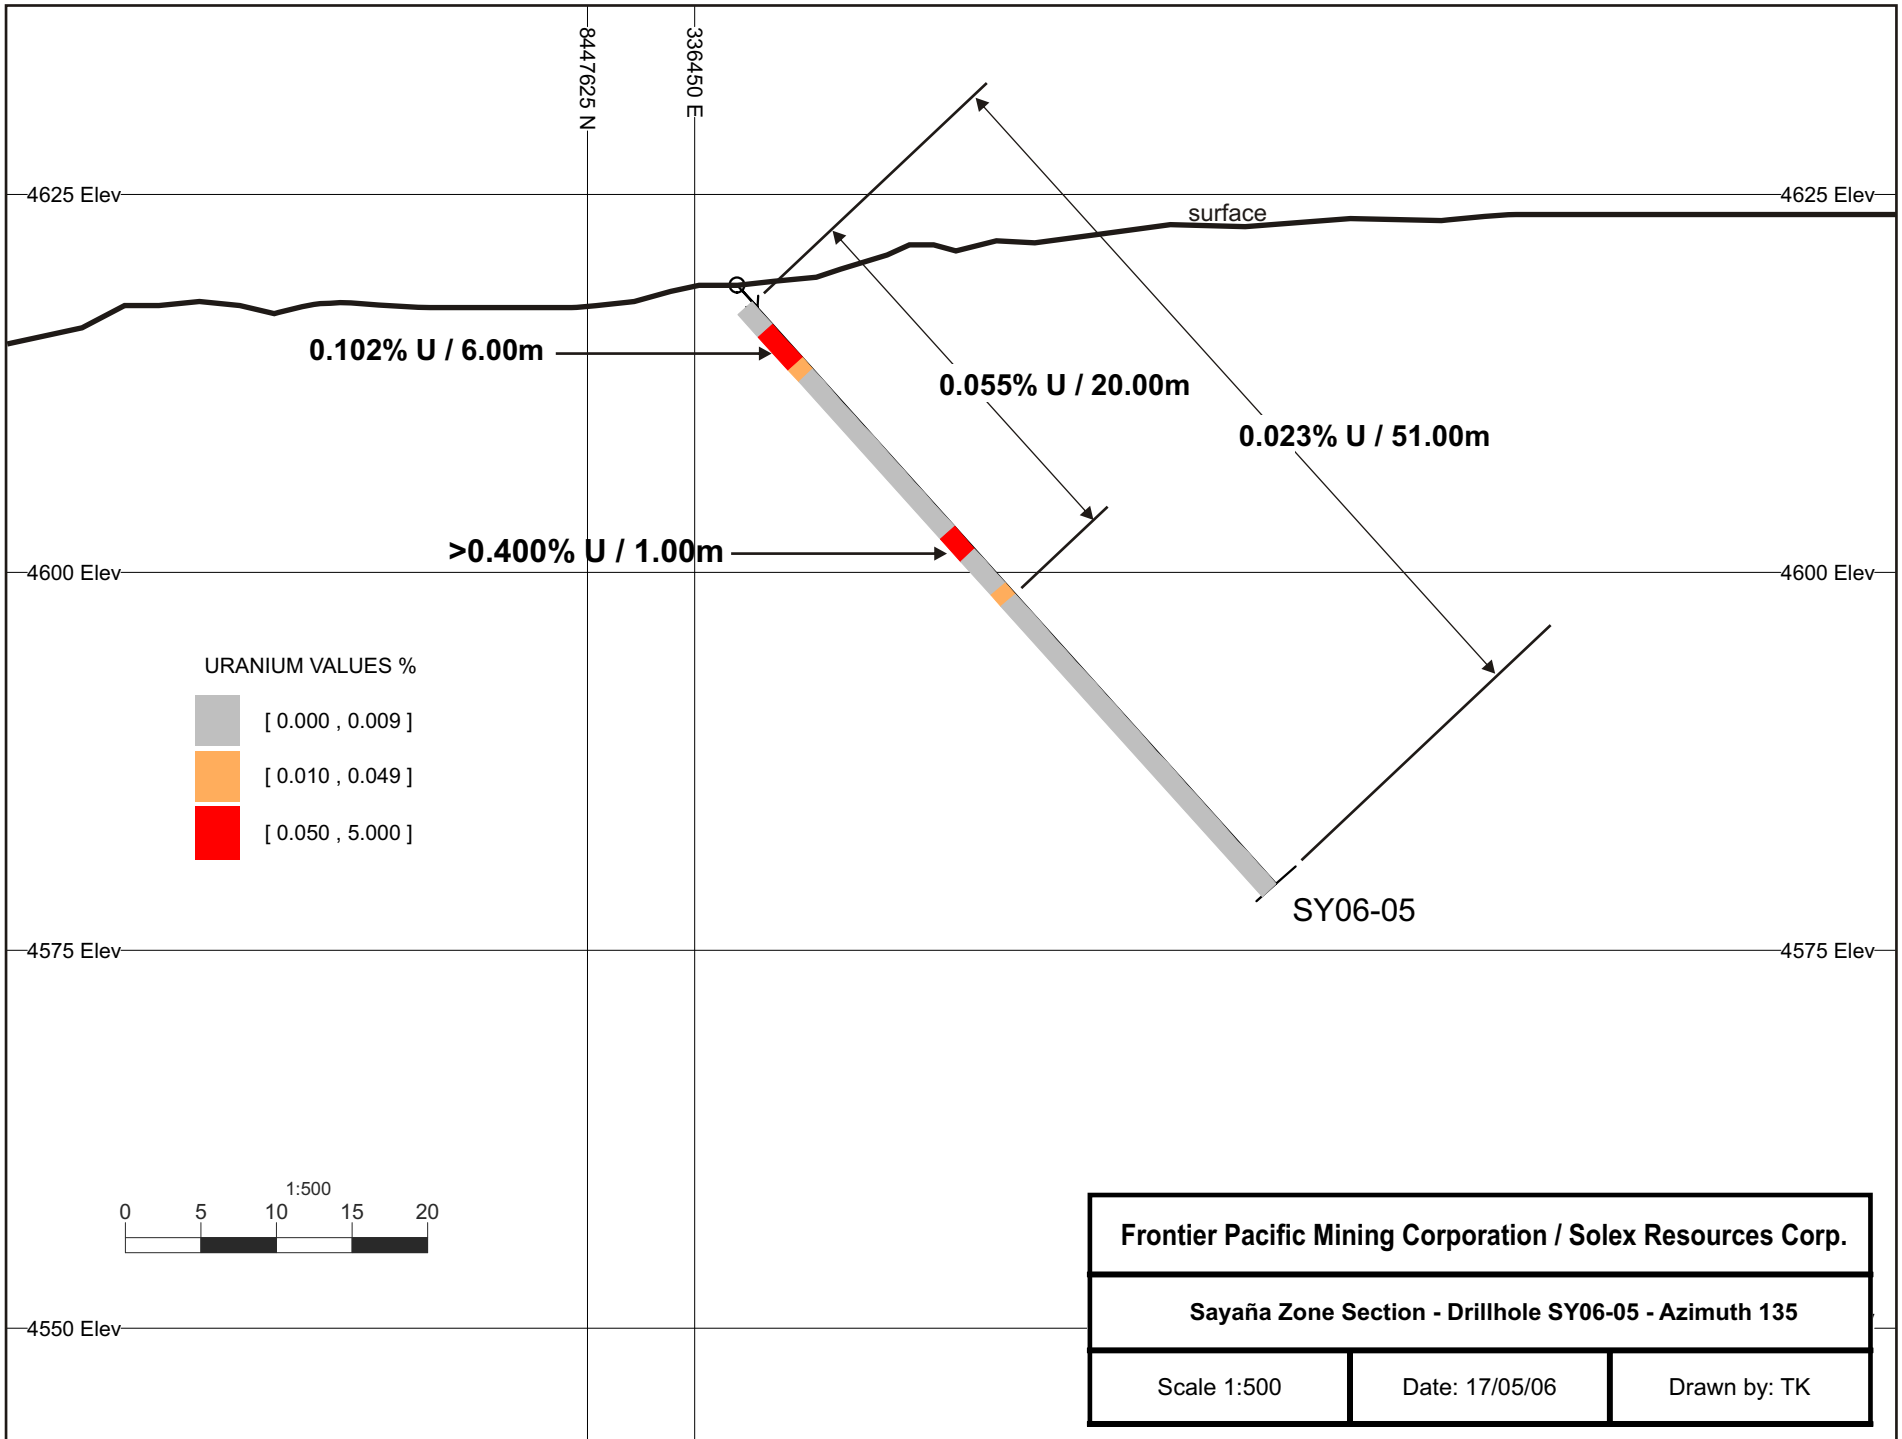 8447625 N
336450 E
4625 Elev
4625 Elev
surface
0.102% U / 6.00m
0.055% U / 20.00m
0.023% U / 51.00m
>0.400% U / 1.00m
4600 Elev
4600 Elev
URANIUM VALUES %
[ 0.000 , 0.009 ]
[ 0.010 , 0.049 ]
[ 0.050 , 5.000 ]
SY06-05
4575 Elev
4575 Elev
1:500
0 5 10 15 20
Frontier Pacific Mining Corporation / Solex Resources Corp.
Sayaña Zone Section - Drillhole SY06-05 - Azimuth 135
4550 Elev
Scale 1:500
Date: 17/05/06
Drawn by: TK